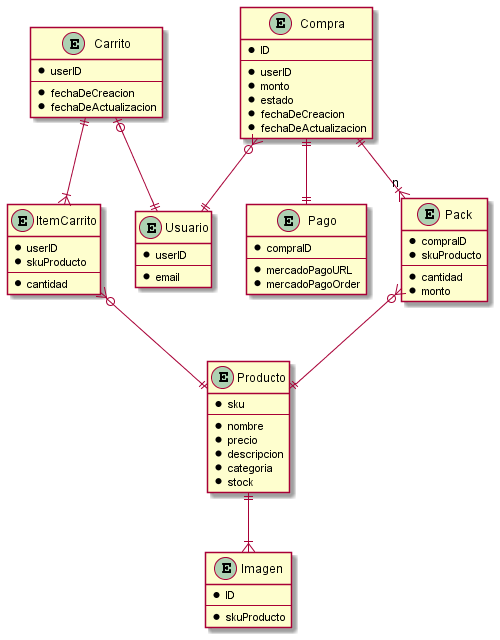 E Carrito
userID
fechaDeCreacion
fechaDeActualizacion
E Compra
ID
userID
monto
estado
fechaDeCreacion
fechaDeActualizacion
n
1
E ItemCarrito
userID
skuProducto
cantidad
E Usuario
userID
email
E Pago
compraID
mercadoPagoURL
mercadoPagoOrder
E Pack
compraID
skuProducto
cantidad
monto
E Producto
sku
nombre
precio
descripcion
categoria
stock
E Imagen
ID
skuProducto